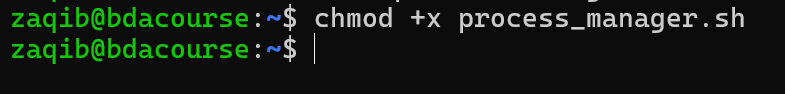 zaqib@bdacourse:~$ chmod +x process_manager.sh
zaqib@bdacourse:~$